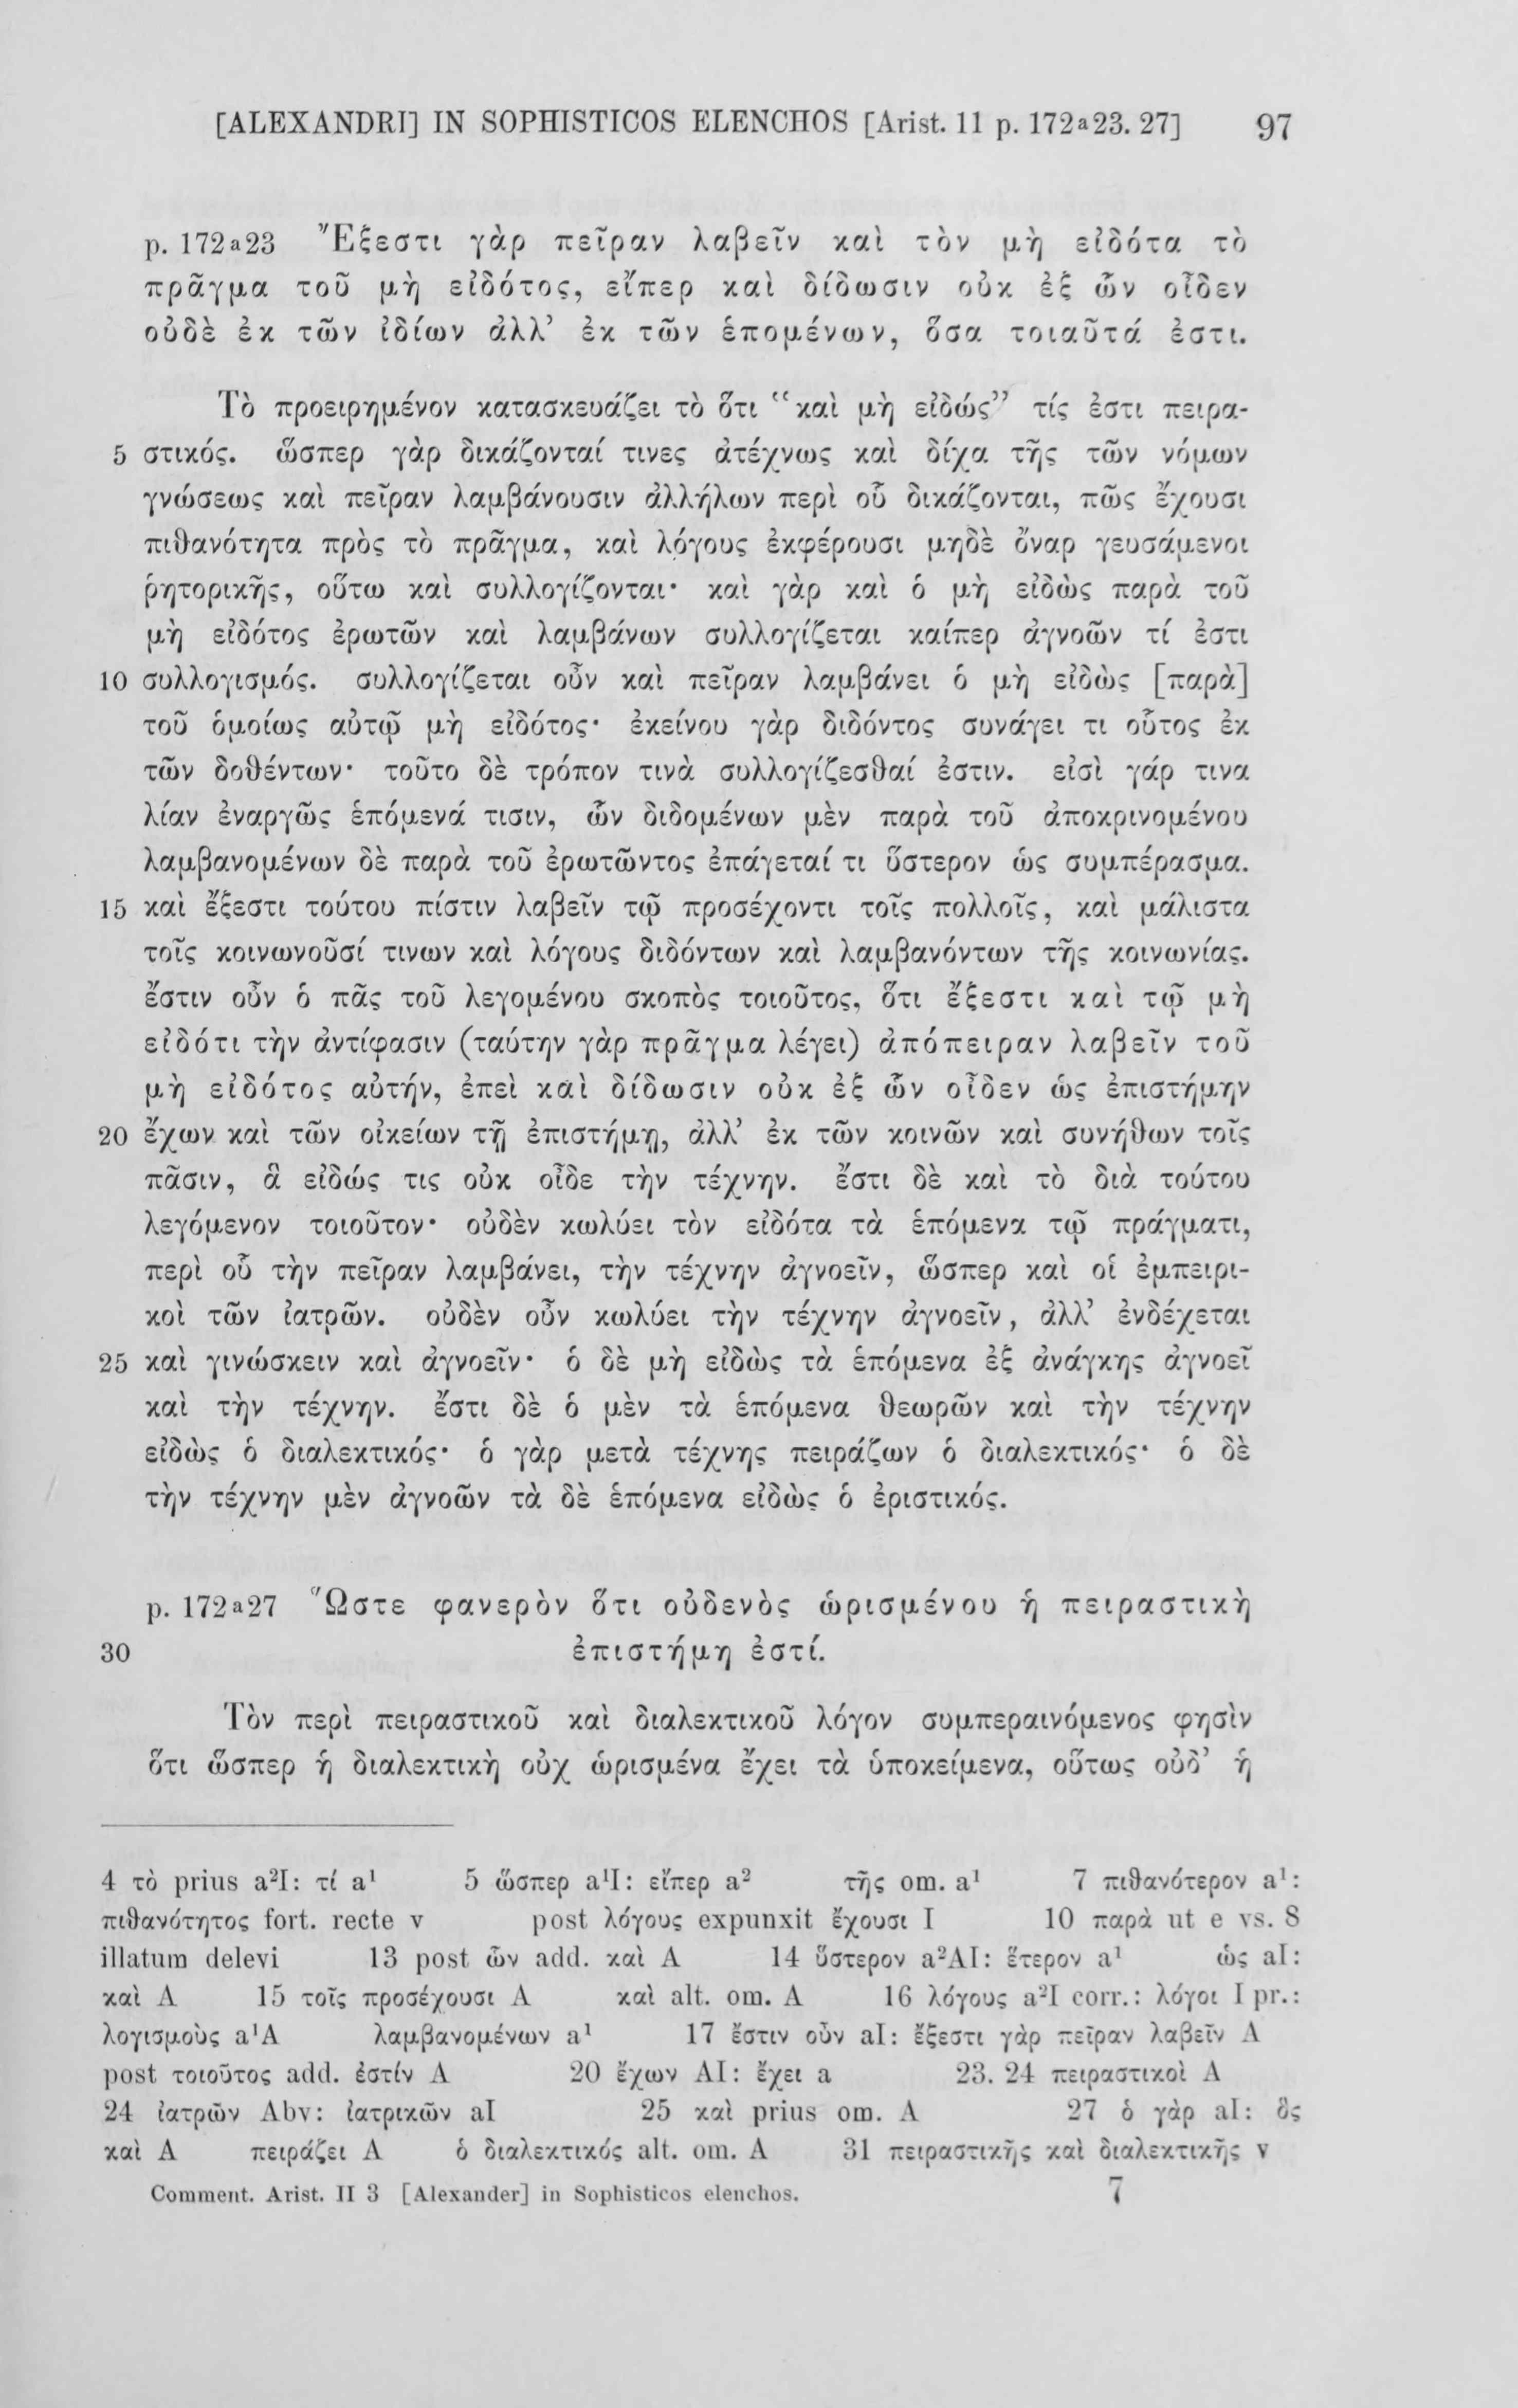 [ALEXANDRI] IN SOPHISTICOS ELENCHOS [Arist. 11 p. 172a23. 27] 97
p. 172a23 Ἔξεστι γὰρ πεῖραν λαβεῖν καὶ τὸν μὴ εἰδότα τὸ
πρᾶγμα τοῦ μὴ εἰδότος, εἴπερ καὶ δίδωσιν οὐκ ἐξ ὧν οἶδεν
οὐδὲ ἐκ τῶν ἰδίων ἀλλ’ ἐκ τῶν ἑπομένων, ὅσα τοιαῦτά ἐστι.
Τὸ προειρημένον κατασκευάζει τὸ ὅτι “καὶ μὴ εἰδώς” τίς ἐστι πειρα-
5 στικός. ὥσπερ γὰρ δικάζονταί τινες ἀτέχνως καὶ δίχα τῆς τῶν νόμων
γνώσεως καὶ πεῖραν λαμβάνουσιν ἀλλήλων περὶ οὗ δικάζονται, πῶς ἔχουσι
πιθανότητα πρὸς τὸ πρᾶγμα, καὶ λόγους ἐκφέρουσι μηδὲ ὄναρ γευσάμενοι
ῥητορικῆς, οὕτω καὶ συλλογίζονται· καὶ γὰρ καὶ ὁ μὴ εἰδὼς παρὰ τοῦ
μὴ εἰδότος ἐρωτῶν καὶ λαμβάνων συλλογίζεται καίπερ ἀγνοῶν τί ἐστι
10 συλλογισμός. συλλογίζεται οὖν καὶ πεῖραν λαμβάνει ὁ μὴ εἰδὼς [παρὰ]
τοῦ ὁμοίως αὐτῷ μὴ εἰδότος· ἐκείνου γὰρ διδόντος συνάγει τι οὗτος ἐκ
τῶν δοθέντων· τοῦτο δὲ τρόπον τινὰ συλλογίζεσθαί ἐστιν. εἰσὶ γάρ τινα
λίαν ἐναργῶς ἑπόμενά τισιν, ὧν διδομένων μὲν παρὰ τοῦ ἀποκρινομένου
λαμβανομένων δὲ παρὰ τοῦ ἐρωτῶντος ἐπάγεταί τι ὕστερον ὡς συμπέρασμα.
15 καὶ ἔξεστι τούτου πίστιν λαβεῖν τῷ προσέχοντι τοῖς πολλοῖς, καὶ μάλιστα
τοῖς κοινωνοῦσί τινων καὶ λόγους διδόντων καὶ λαμβανόντων τῆς κοινωνίας.
ἔστιν οὖν ὁ πᾶς τοῦ λεγομένου σκοπὸς τοιοῦτος, ὅτι ἔξεστι καὶ τῷ μὴ
εἰδότι τὴν ἀντίφασιν (ταύτην γὰρ πρᾶγμα λέγει) ἀπόπειραν λαβεῖν τοῦ
μὴ εἰδότος αὐτήν, ἐπεὶ καὶ δίδωσιν οὐκ ἐξ ὧν οἶδεν ὡς ἐπιστήμην
20 ἔχων καὶ τῶν οἰκείων τῇ ἐπιστήμῃ, ἀλλ’ ἐκ τῶν κοινῶν καὶ συνήθων τοῖς
πᾶσιν, ἃ εἰδώς τις οὐκ οἶδε τὴν τέχνην. ἔστι δὲ καὶ τὸ διὰ τούτου
λεγόμενον τοιοῦτον· οὐδὲν κωλύει τὸν εἰδότα τὰ ἑπόμενα τῷ πράγματι,
περὶ οὗ τὴν πεῖραν λαμβάνει, τὴν τέχνην ἀγνοεῖν, ὥσπερ καὶ οἱ ἐμπειρι-
κοὶ τῶν ἰατρῶν. οὐδὲν οὖν κωλύει τὴν τέχνην ἀγνοεῖν, ἀλλ’ ἐνδέχεται
25 καὶ γινώσκειν καὶ ἀγνοεῖν· ὁ δὲ μὴ εἰδὼς τὰ ἑπόμενα ἐξ ἀνάγκης ἀγνοεῖ
καὶ τὴν τέχνην. ἔστι δὲ ὁ μὲν τὰ ἑπόμενα θεωρῶν καὶ τὴν τέχνην
εἰδὼς ὁ διαλεκτικός· ὁ γὰρ μετὰ τέχνης πειράζων ὁ διαλεκτικός· ὁ δὲ
τὴν τέχνην μὲν ἀγνοῶν τὰ δὲ ἑπόμενα εἰδὼς ὁ ἐριστικός.
p. 172a27 Ὥστε φανερὸν ὅτι οὐδενὸς ὡρισμένου ἡ πειραστικὴ
30 ἐπιστήμη ἐστί.
Τὸν περὶ πειραστικοῦ καὶ διαλεκτικοῦ λόγον συμπεραινόμενος φησὶν
ὅτι ὥσπερ ἡ διαλεκτικὴ οὐχ ὡρισμένα ἔχει τὰ ὑποκείμενα, οὕτως οὐδ’ ἡ
4 τὸ prius a²I: τί a¹ 5 ὥσπερ a¹I: εἴπερ a² τῆς om. a¹ 7 πιθανότερον a¹:
πιθανότητος fort. recte v post λόγους expunxit ἔχουσι I 10 παρὰ ut e vs. 8
illatum delevi 13 post ὧν add. καὶ A 14 ὕστερον a²AI: ἕτερον a¹ ὡς aI:
καὶ A 15 τοῖς προσέχουσι A καὶ alt. om. A 16 λόγους a²I corr.: λόγοι I pr.:
λογισμοὺς a¹A λαμβανομένων a¹ 17 ἔστιν οὖν aI: ἔξεστι γὰρ πεῖραν λαβεῖν A
post τοιοῦτος add. ἐστίν A 20 ἔχων AI: ἔχει a 23. 24 πειραστικοὶ A
24 ἰατρῶν Abv: ἰατρικῶν aI 25 καὶ prius om. A 27 ὁ γὰρ aI: ὃς
καὶ A πειράζει A ὁ διαλεκτικός alt. om. A 31 πειραστικῆς καὶ διαλεκτικῆς v
Comment. Arist. II 3 [Alexander] in Sophisticos elenchos. 7